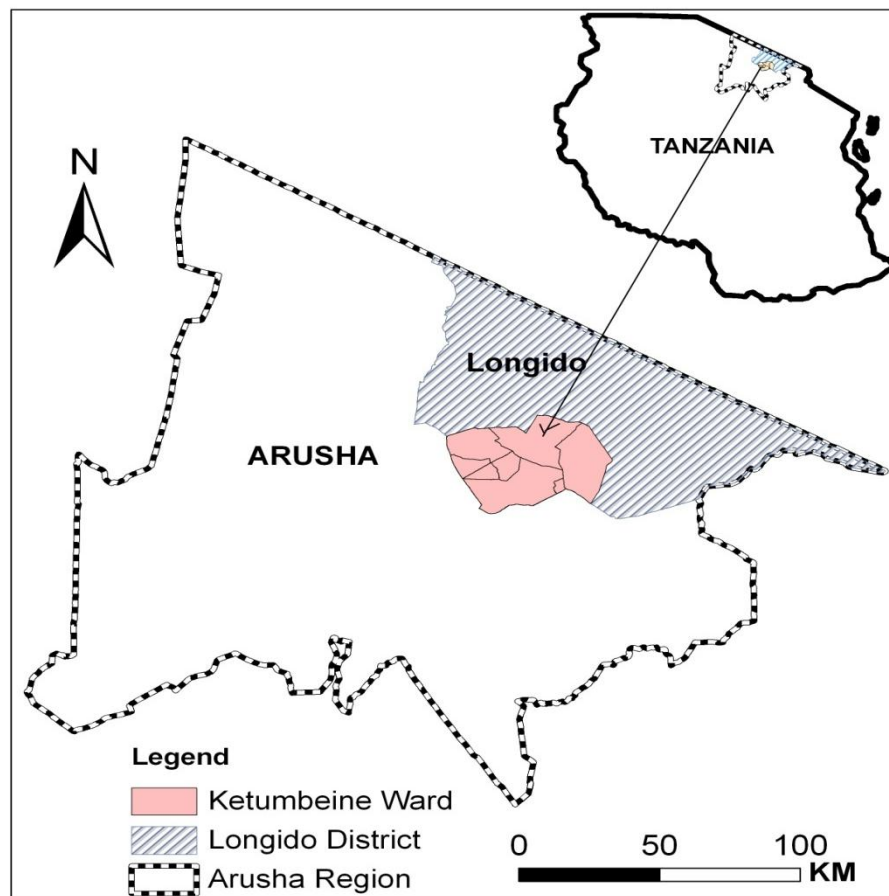 N
TANZANIA
Longido
ARUSHA
Legend
Ketumbeine Ward
Longido District
Arusha Region
0 50 100
KM